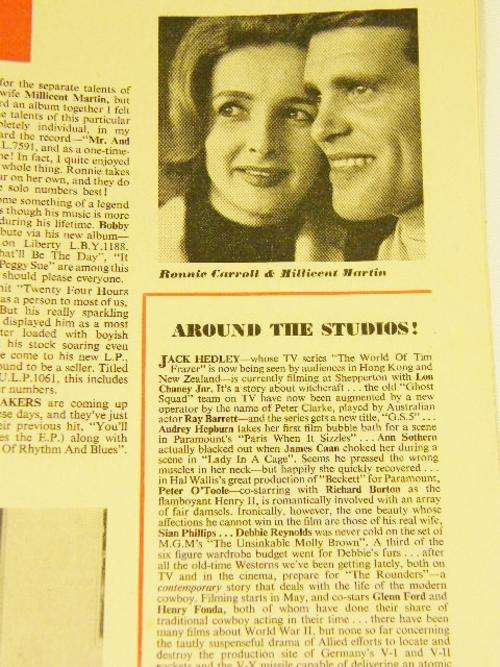 for the separate talents of
wife Millicent Martin, but
rd an album together I felt
e talents of this particular
pletely individual, in my
ard the record—"Mr. And
L.7591, and as a one-time-
ne! In fact, I quite enjoyed
whole thing. Ronnie takes
ur on her own, and they do
e solo numbers best!
ome something of a legend
s though his music is more
during his lifetime. Bobby
bute via his new album—
on Liberty L.B.Y.1188.
hat'll Be The Day", "It
Peggy Sue" are among this
should please everyone.
hit "Twenty Four Hours
as a person to most of us,
But his really sparkling
displayed him as a most
ter loaded with boyish
his stock soaring even
e come to his new L.P.,
ound to be a seller. Titled
U.L.P.1061, this includes
r numbers.
AKERS are coming up
se days, and they've just
eir previous hit, "You'll
es the E.P.) along with
Of Rhythm And Blues".
Ronnie Carroll & Millicent Martin
AROUND THE STUDIOS!
JACK HEDLEY—whose TV series "The World Of Tim
Frazer" is now being seen by audiences in Hong Kong and
New Zealand—is currently filming at Shepperton with Lon
Chaney Jnr. It's a story about witchcraft . . . the old "Ghost
Squad" team on TV have now been augmented by a new
operator by the name of Peter Clarke, played by Australian
actor Ray Barrett—and the series gets a new title, "G.S.5" . . .
Audrey Hepburn takes her first film bubble bath for a scene
in Paramount's "Paris When It Sizzles" . . . Ann Sothern
actually blacked out when James Caan choked her during a
scene in "Lady In A Cage". Seems he pressed the wrong
muscles in her neck—but happily she quickly recovered . . .
in Hal Wallis's great production of "Beckett" for Paramount,
Peter O'Toole—co-starring with Richard Burton as the
flamboyant Henry II, is romantically involved with an array
of fair damsels. Ironically, however, the one beauty whose
affections he cannot win in the film are those of his real wife,
Sian Phillips . . . Debbie Reynolds was never cold on the set of
M.G.M's "The Unsinkable Molly Brown". A third of the
six figure wardrobe budget went for Debbie's furs . . . after
all the old-time Westerns we've been getting lately, both on
TV and in the cinema, prepare for "The Rounders"—a
contemporary story that deals with the life of the modern
cowboy. Filming starts in May, and co-stars Glenn Ford and
Henry Fonda, both of whom have done their share of
traditional cowboy acting in their time . . . there have been
many films about World War II, but none so far concerning
the tautly suspenseful drama of Allied efforts to locate and
destroy the production site of Germany's V-1 and V-II
rockets and the V-X missile capable of delivering an atomic